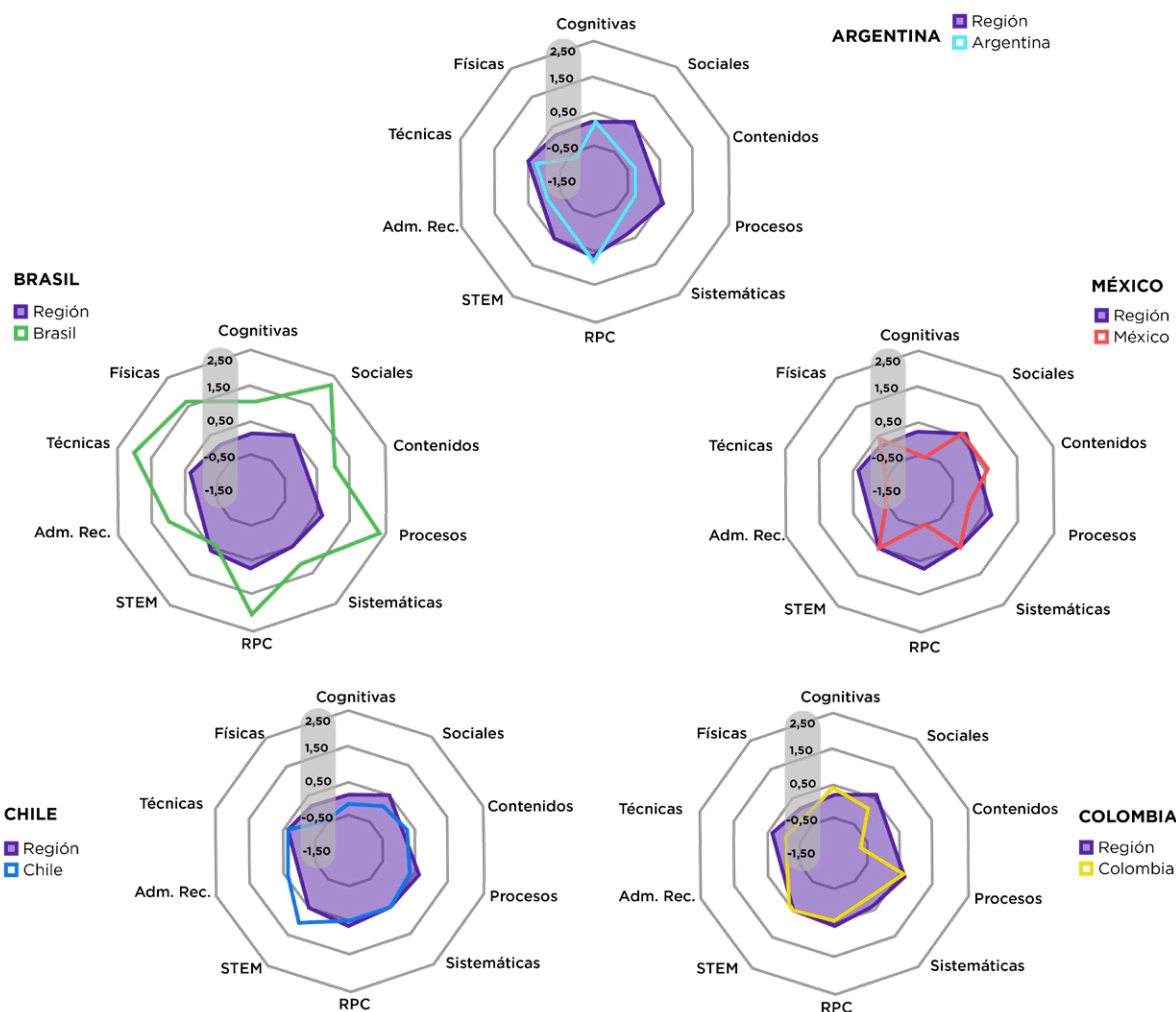 ARGENTINA
Región
Argentina
Cognitivas
Sociales
Contenidos
Procesos
Sistemáticas
RPC
STEM
Adm. Rec.
Técnicas
Físicas
2,50
1,50
0,50
-0,50
-1,50
BRASIL
Región
Brasil
Cognitivas
Sociales
Contenidos
Procesos
Sistemáticas
RPC
STEM
Adm. Rec.
Técnicas
Físicas
2,50
1,50
0,50
-0,50
-1,50
MÉXICO
Región
México
Cognitivas
Sociales
Contenidos
Procesos
Sistemáticas
RPC
STEM
Adm. Rec.
Técnicas
Físicas
2,50
1,50
0,50
-0,50
-1,50
CHILE
Región
Chile
Cognitivas
Sociales
Contenidos
Procesos
Sistemáticas
RPC
STEM
Adm. Rec.
Técnicas
Físicas
2,50
1,50
0,50
-0,50
-1,50
COLOMBIA
Región
Colombia
Cognitivas
Sociales
Contenidos
Procesos
Sistemáticas
RPC
STEM
Adm. Rec.
Técnicas
Físicas
2,50
1,50
0,50
-0,50
-1,50